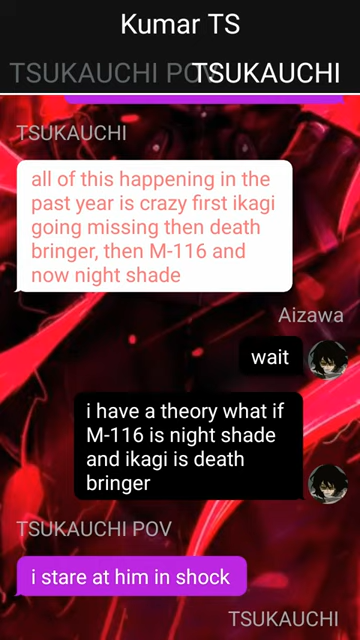 Kumar TS
TSUKAUCHI POV
TSUKAUCHI
TSUKAUCHI
all of this happening in the
past year is crazy first ikagi
going missing then death
bringer, then M-116 and
now night shade
Aizawa
wait
i have a theory what if
M-116 is night shade
and ikagi is death
bringer
TSUKAUCHI POV
i stare at him in shock
TSUKAUCHI